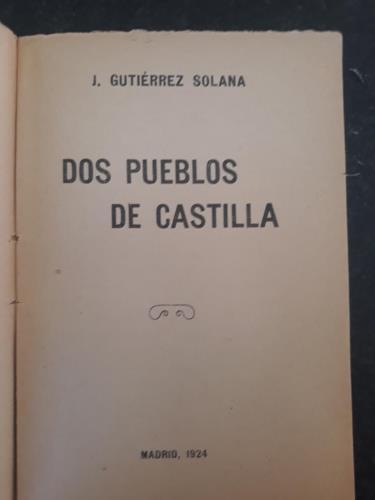 J. GUTIÉRREZ SOLANA
DOS PUEBLOS
DE CASTILLA
MADRID, 1924